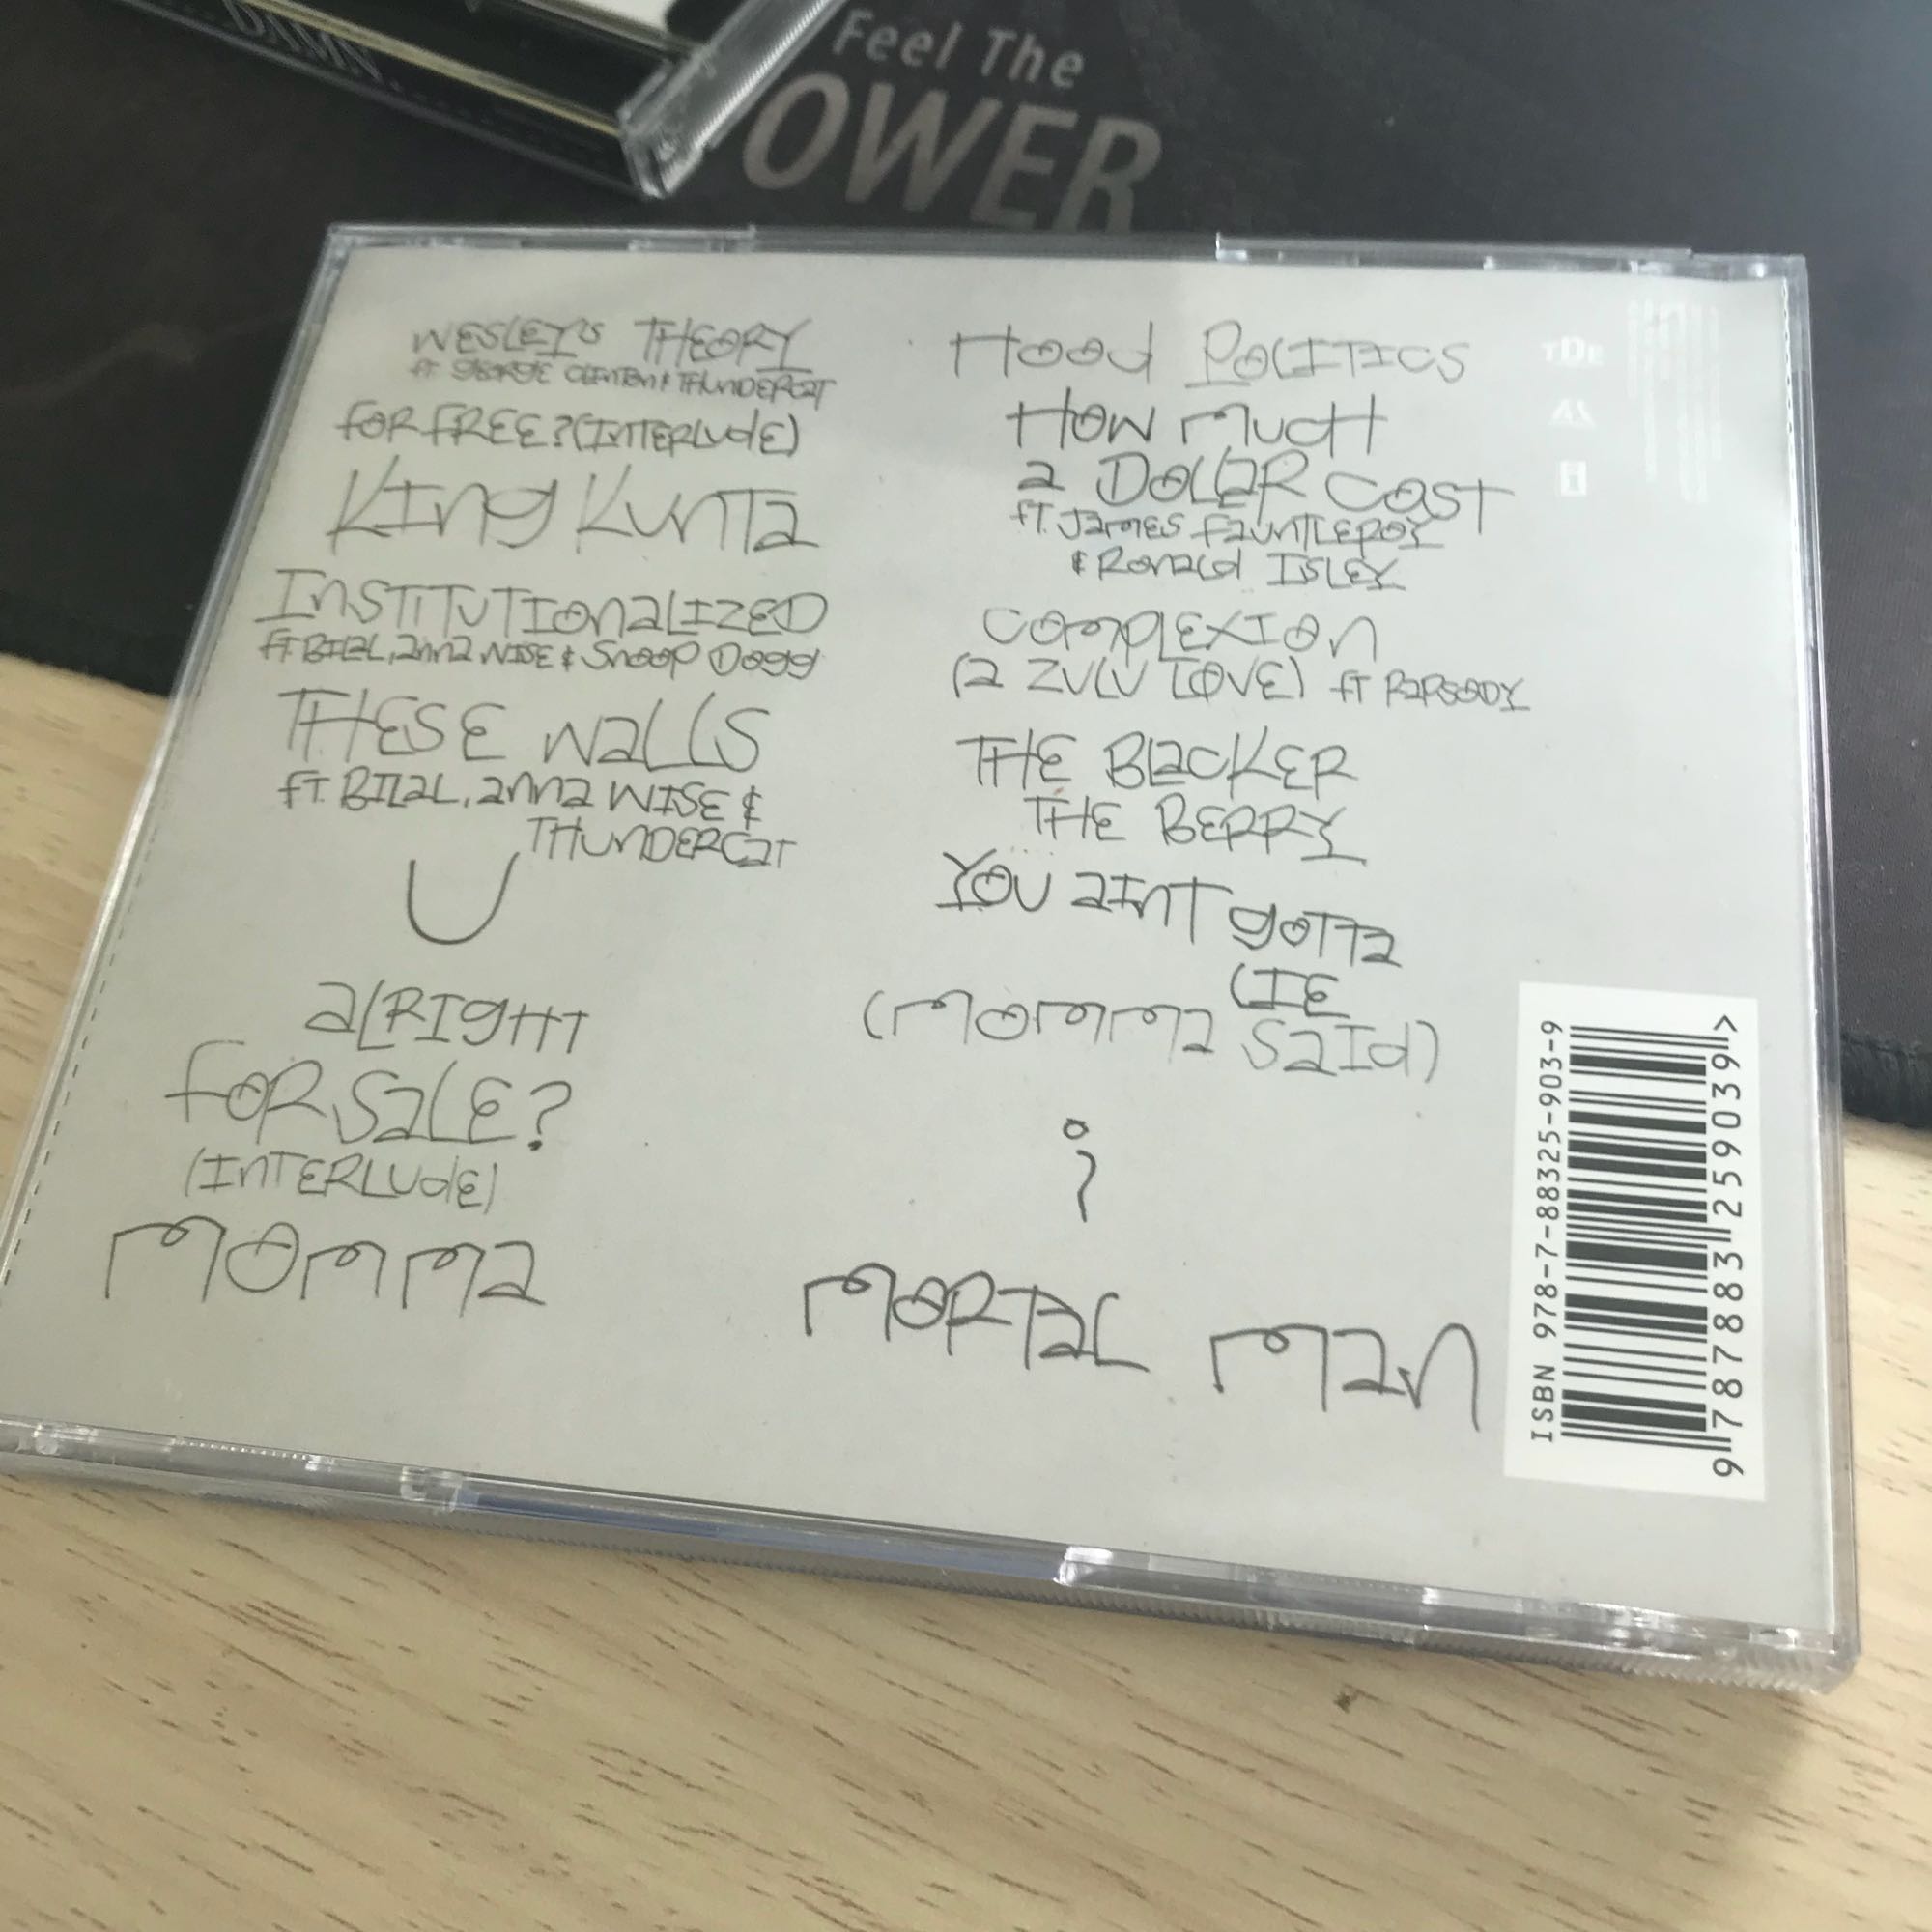 DAMN.
Feel The
OWER
WESLEY'S THEORY
ft GEORGE CLINTON & THUNDERCAT
FOR FREE? (INTERLUdE)
KING KUNTa
INSTITUTIONaLIZED
ft BILaL, anna WISE & Snoop Dogg
THESE WaLLS
ft. BILaL, anna WISE &
THUNDERCaT
U
aLRIgHT
FOR SaLE?
(INTERLUdE)
mOmma
Hood POLITICS
HOW mUCH
a DOLLaR COST
ft. JamES FaUNTLEROY
& RONaLd ISLEY
COmPLEXION
(a ZULU LOVE) ft RaPSODY
THE BLaCKER
THE BERRY
YOU aINT gOTTa
LIE
(mOmma SaId)
i
mORTaL man
TDE
ISBN 978-7-88325-903-9
9 787883 259039 >